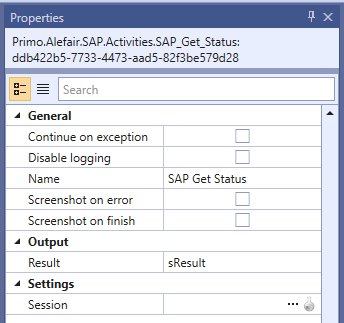 Properties
Primo.Alefair.SAP.Activities.SAP_Get_Status:
ddb422b5-7733-4473-aad5-82f3be579d28
Search
General
Continue on exception
Disable logging
Name SAP Get Status
Screenshot on error
Screenshot on finish
Output
Result sResult
Settings
Session ...